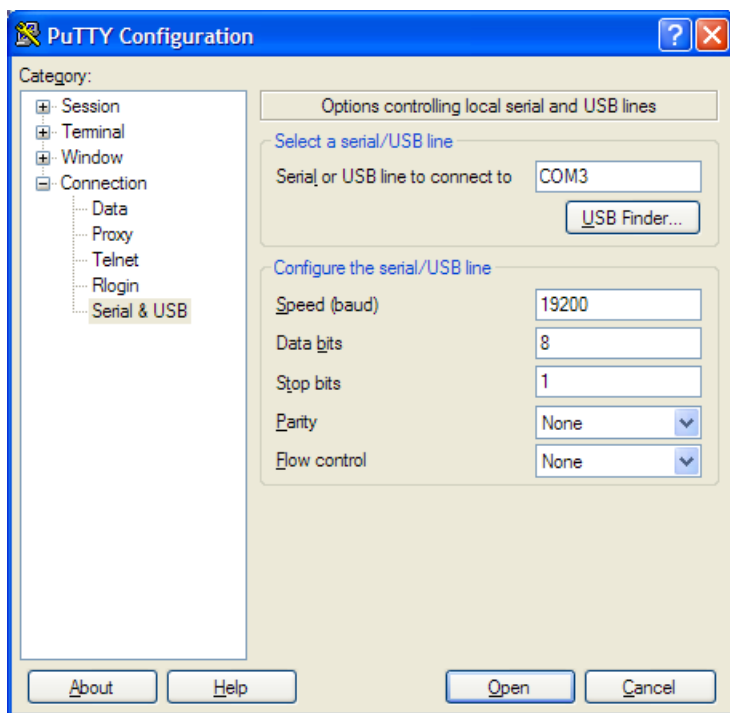 PuTTY Configuration
Category:
Session
Terminal
Window
Connection
Data
Proxy
Telnet
Rlogin
Serial & USB
Options controlling local serial and USB lines
Select a serial/USB line
Serial or USB line to connect to COM3
USB Finder...
Configure the serial/USB line
Speed (baud) 19200
Data bits 8
Stop bits 1
Parity None
Flow control None
About Help Open Cancel